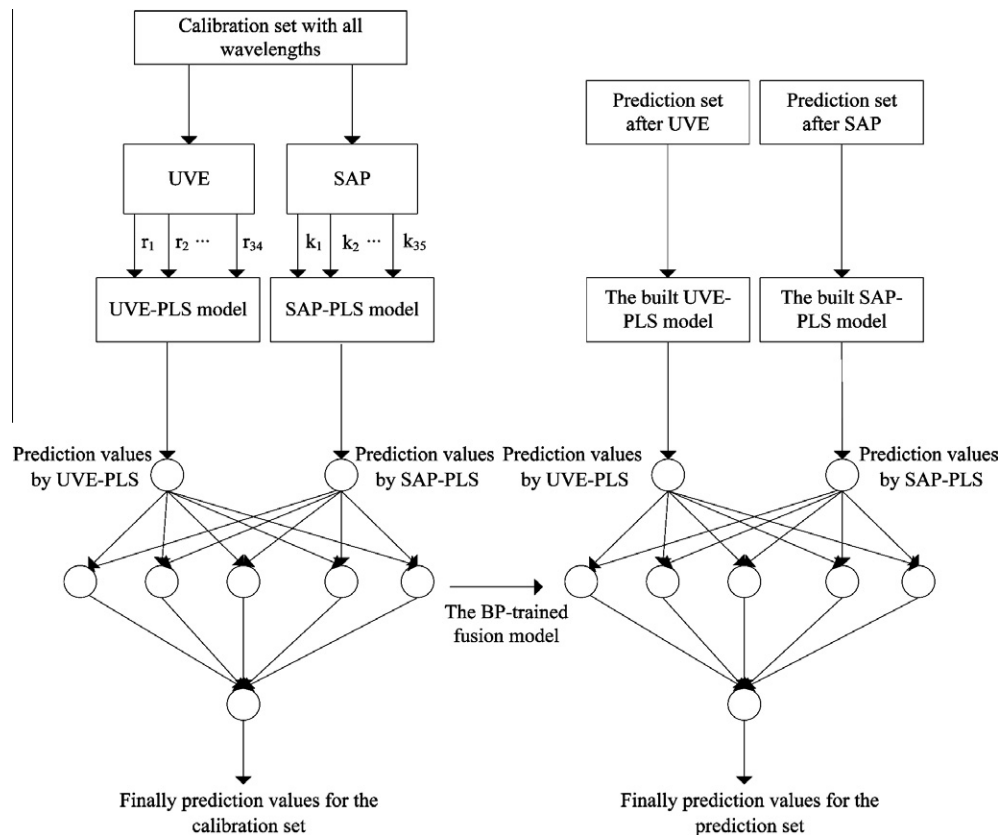 Calibration set with all
wavelengths
UVE
SAP
r1
r2 ...
r34
k1
k2 ...
k35
UVE-PLS model
SAP-PLS model
Prediction values
by UVE-PLS
Prediction values
by SAP-PLS
Finally prediction values for the
calibration set
The BP-trained
fusion model
Prediction set
after UVE
Prediction set
after SAP
The built UVE-
PLS model
The built SAP-
PLS model
Prediction values
by UVE-PLS
Prediction values
by SAP-PLS
Finally prediction values for the
prediction set